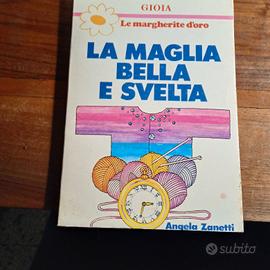 GIOIA
Le margherite d'oro
LA MAGLIA
BELLA
E SVELTA
Angela Zanetti
subito